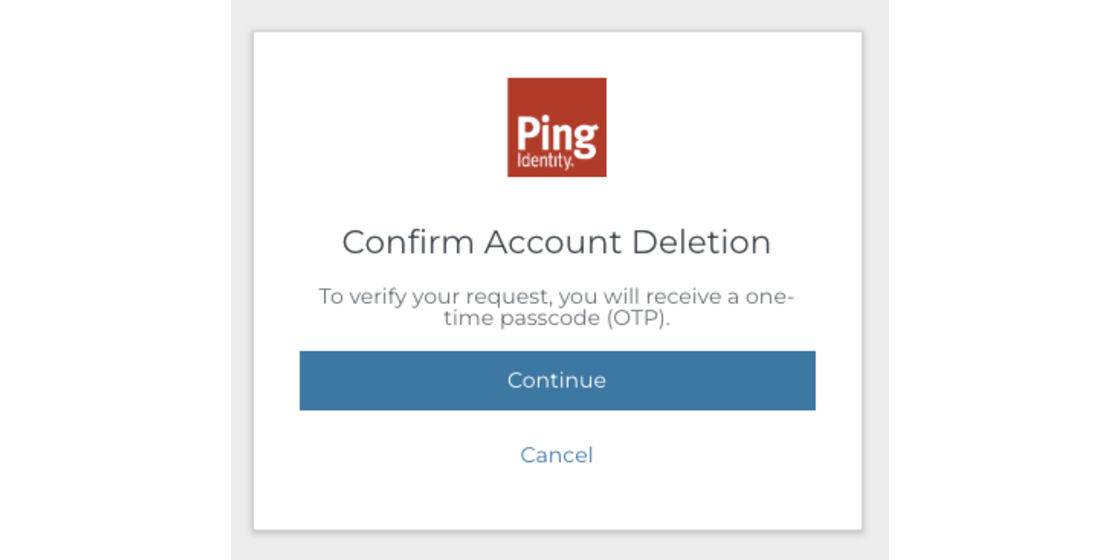 Ping
Identity.
Confirm Account Deletion
To verify your request, you will receive a one-
time passcode (OTP).
Continue
Cancel